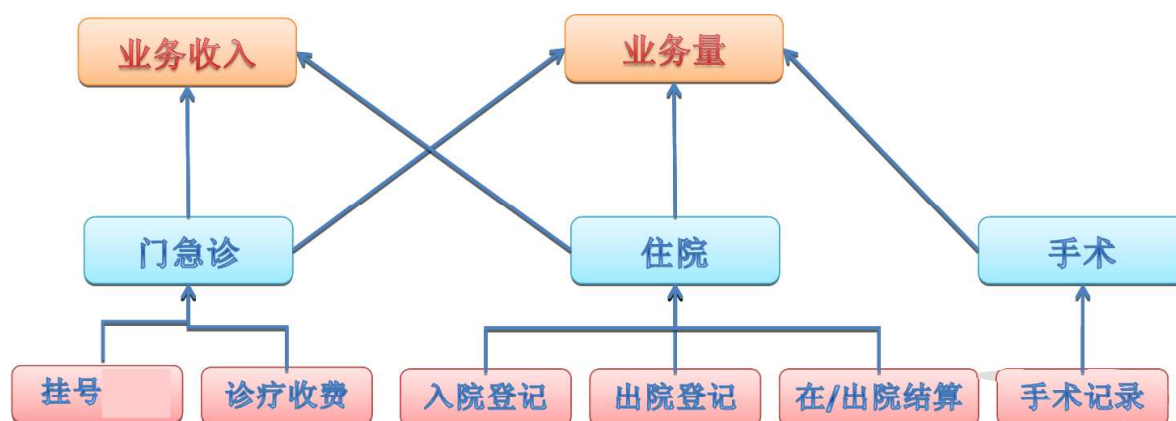 业务收入
业务量
门急诊
住院
手术
挂号
诊疗收费
入院登记
出院登记
在/出院结算
手术记录